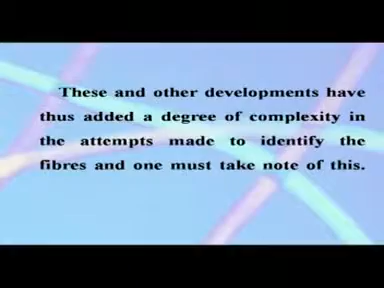 These and other developments have
thus added a degree of complexity in
the attempts made to identify the
fibres and one must take note of this.